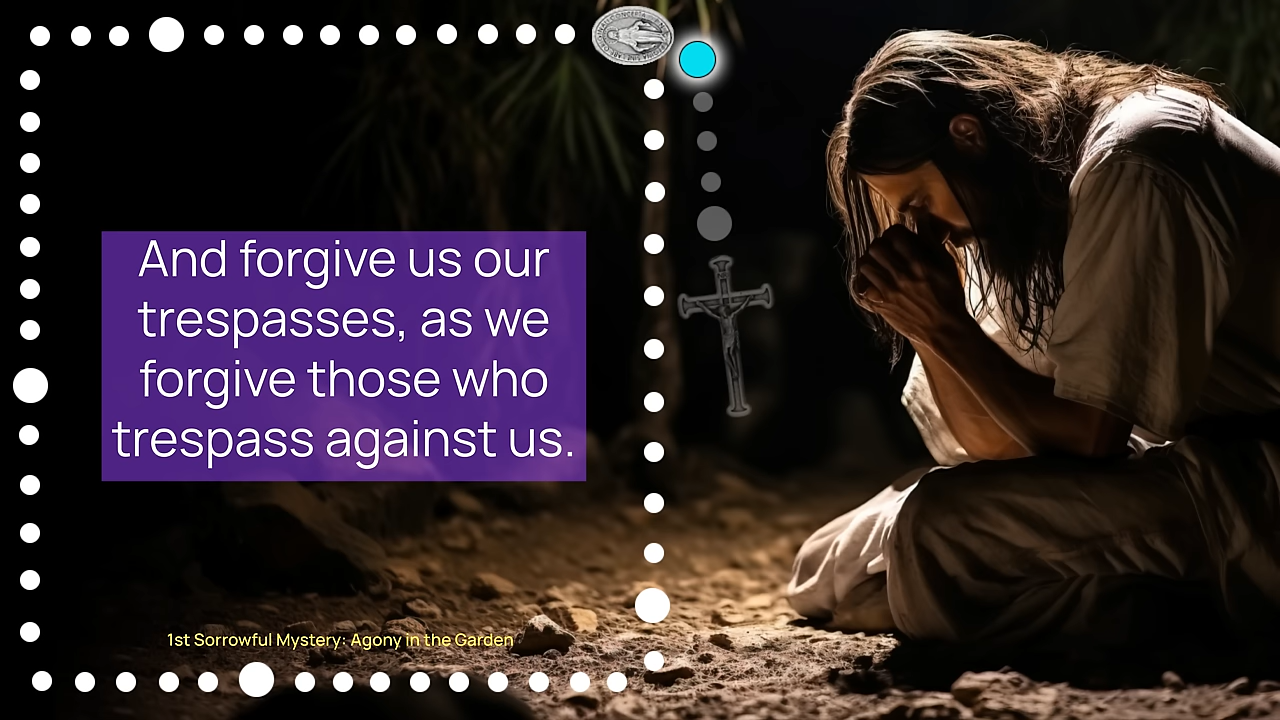 And forgive us our
trespasses, as we
forgive those who
trespass against us.
1st Sorrowful Mystery: Agony in the Garden